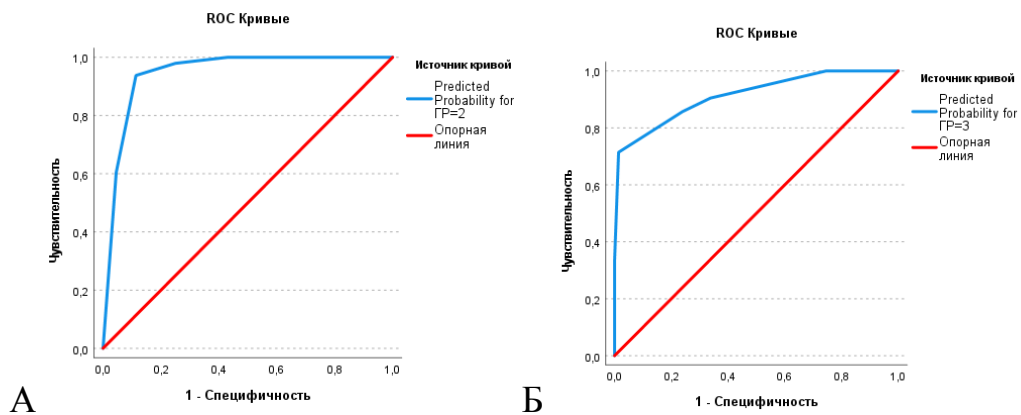 ROC Кривые
1,0
0,8
0,6
0,4
0,2
0,0
Чувствительность
0,0
0,2
0,4
0,6
0,8
1,0
1 - Специфичность
Источник кривой
Predicted
Probability for
ГР=2
Опорная
линия
А
ROC Кривые
1,0
0,8
0,6
0,4
0,2
0,0
Чувствительность
0,0
0,2
0,4
0,6
0,8
1,0
1 - Специфичность
Источник кривой
Predicted
Probability for
ГР=3
Опорная
линия
Б